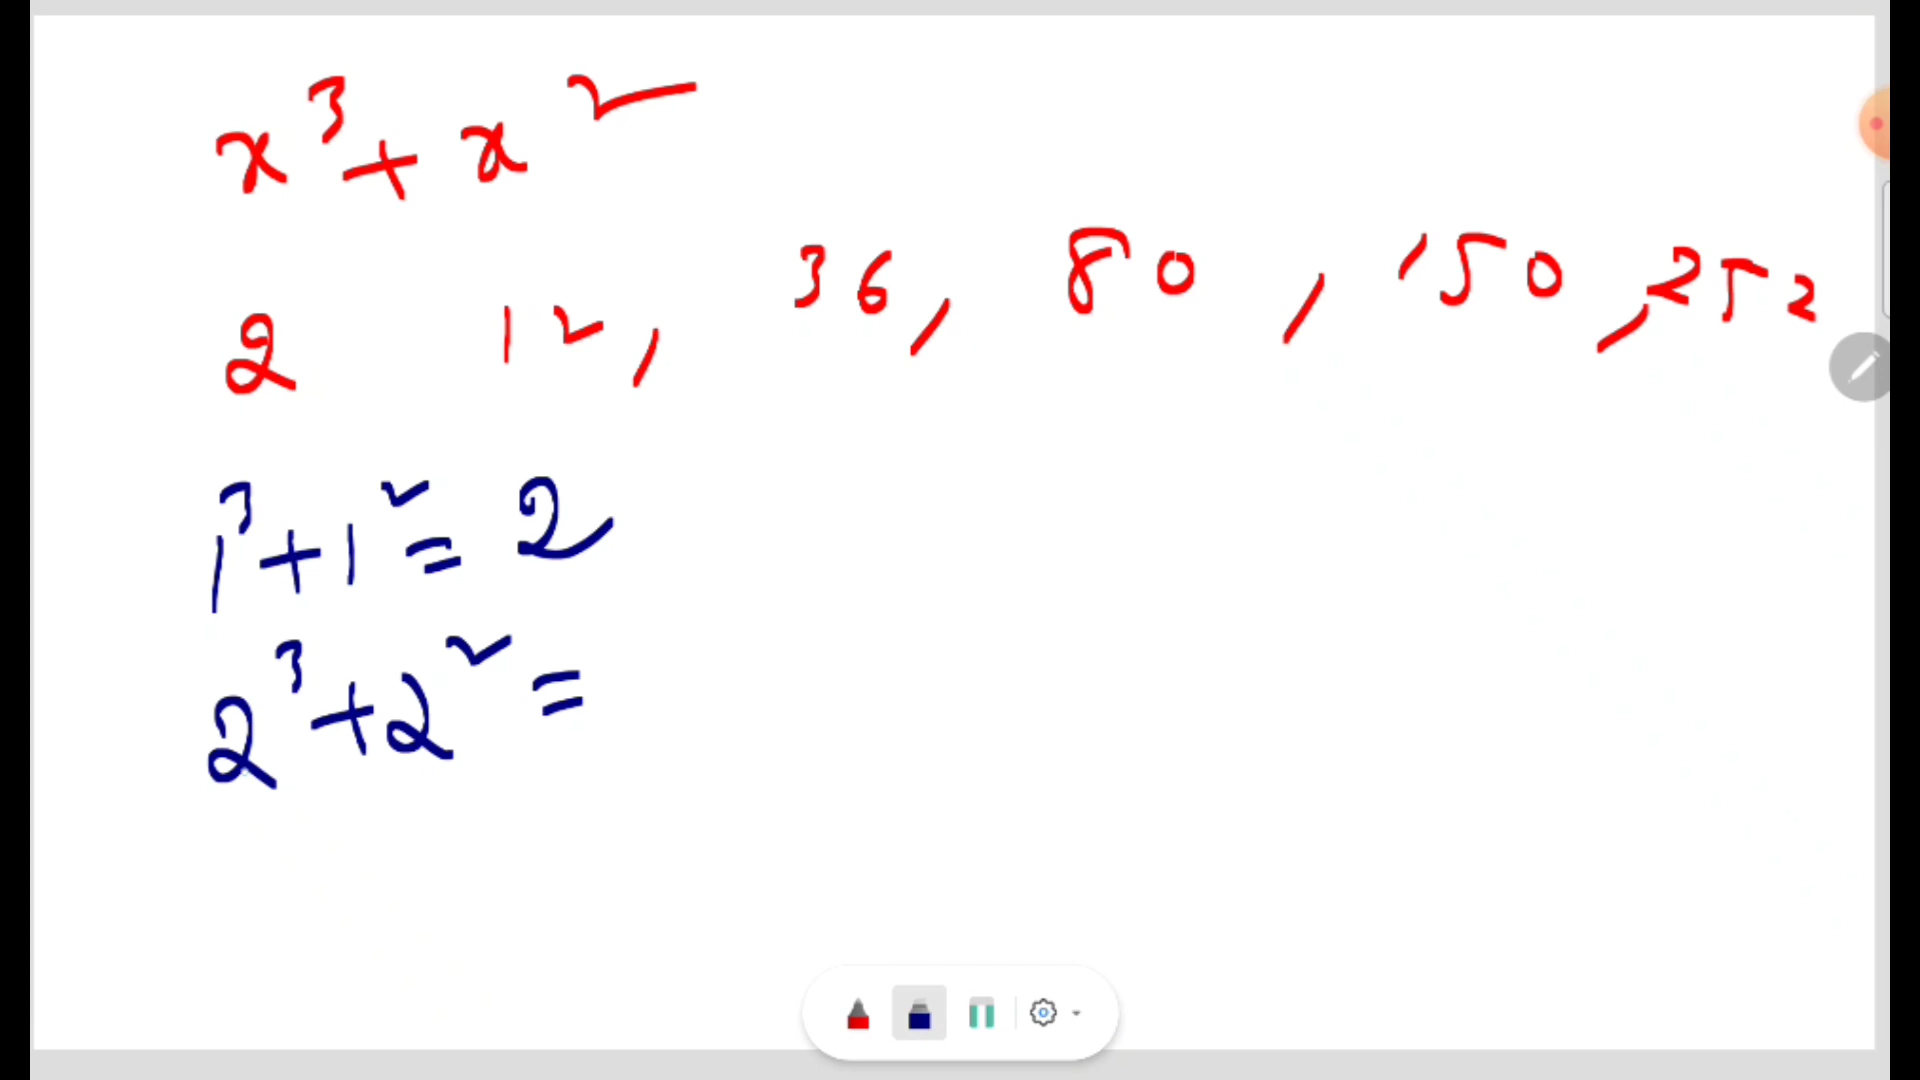 x³ + x²
2 12, 36, 80, 150, 252
1³ + 1² = 2
2³ + 2² =